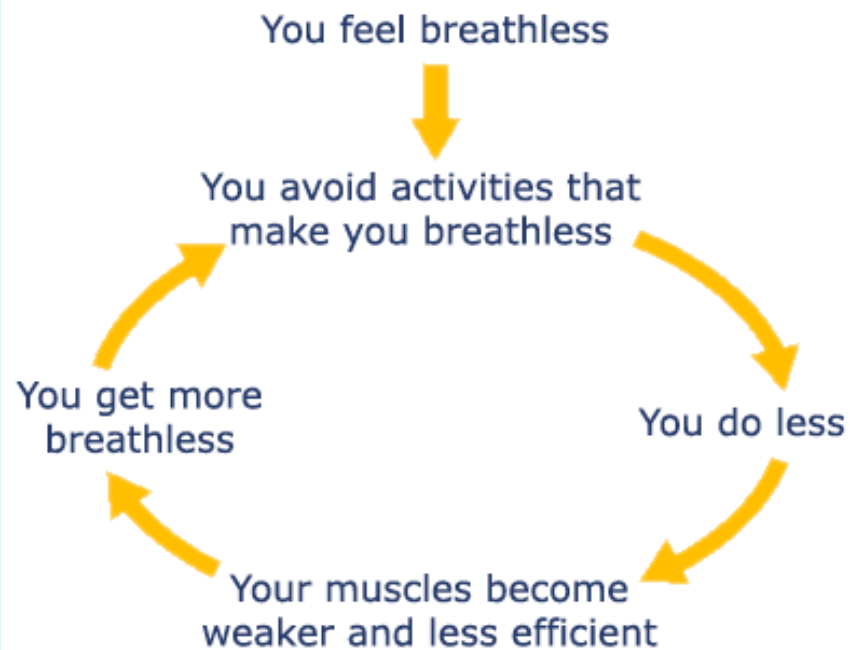 You feel breathless
You avoid activities that
make you breathless
You do less
Your muscles become
weaker and less efficient
You get more
breathless